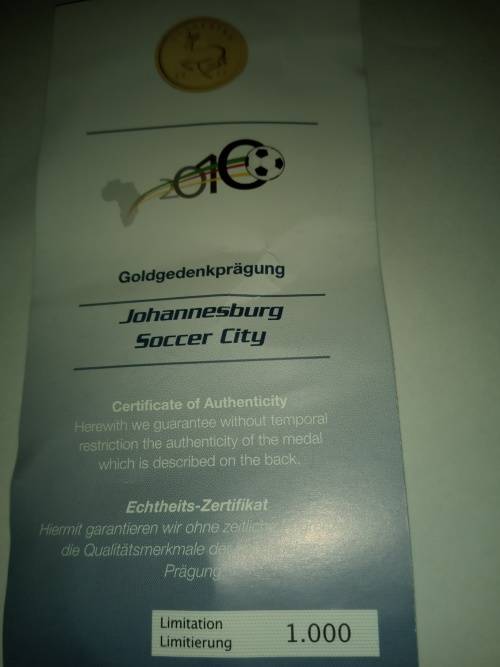 2010
Goldgedenkprägung
Johannesburg
Soccer City
Certificate of Authenticity
Herewith we guarantee without temporal
restriction the authenticity of the medal
which is described on the back.
Echtheits-Zertifikat
Hiermit garantieren wir ohne
die Qualitätsmerkmale
Prägung
Limitation
Limitierung
1.000